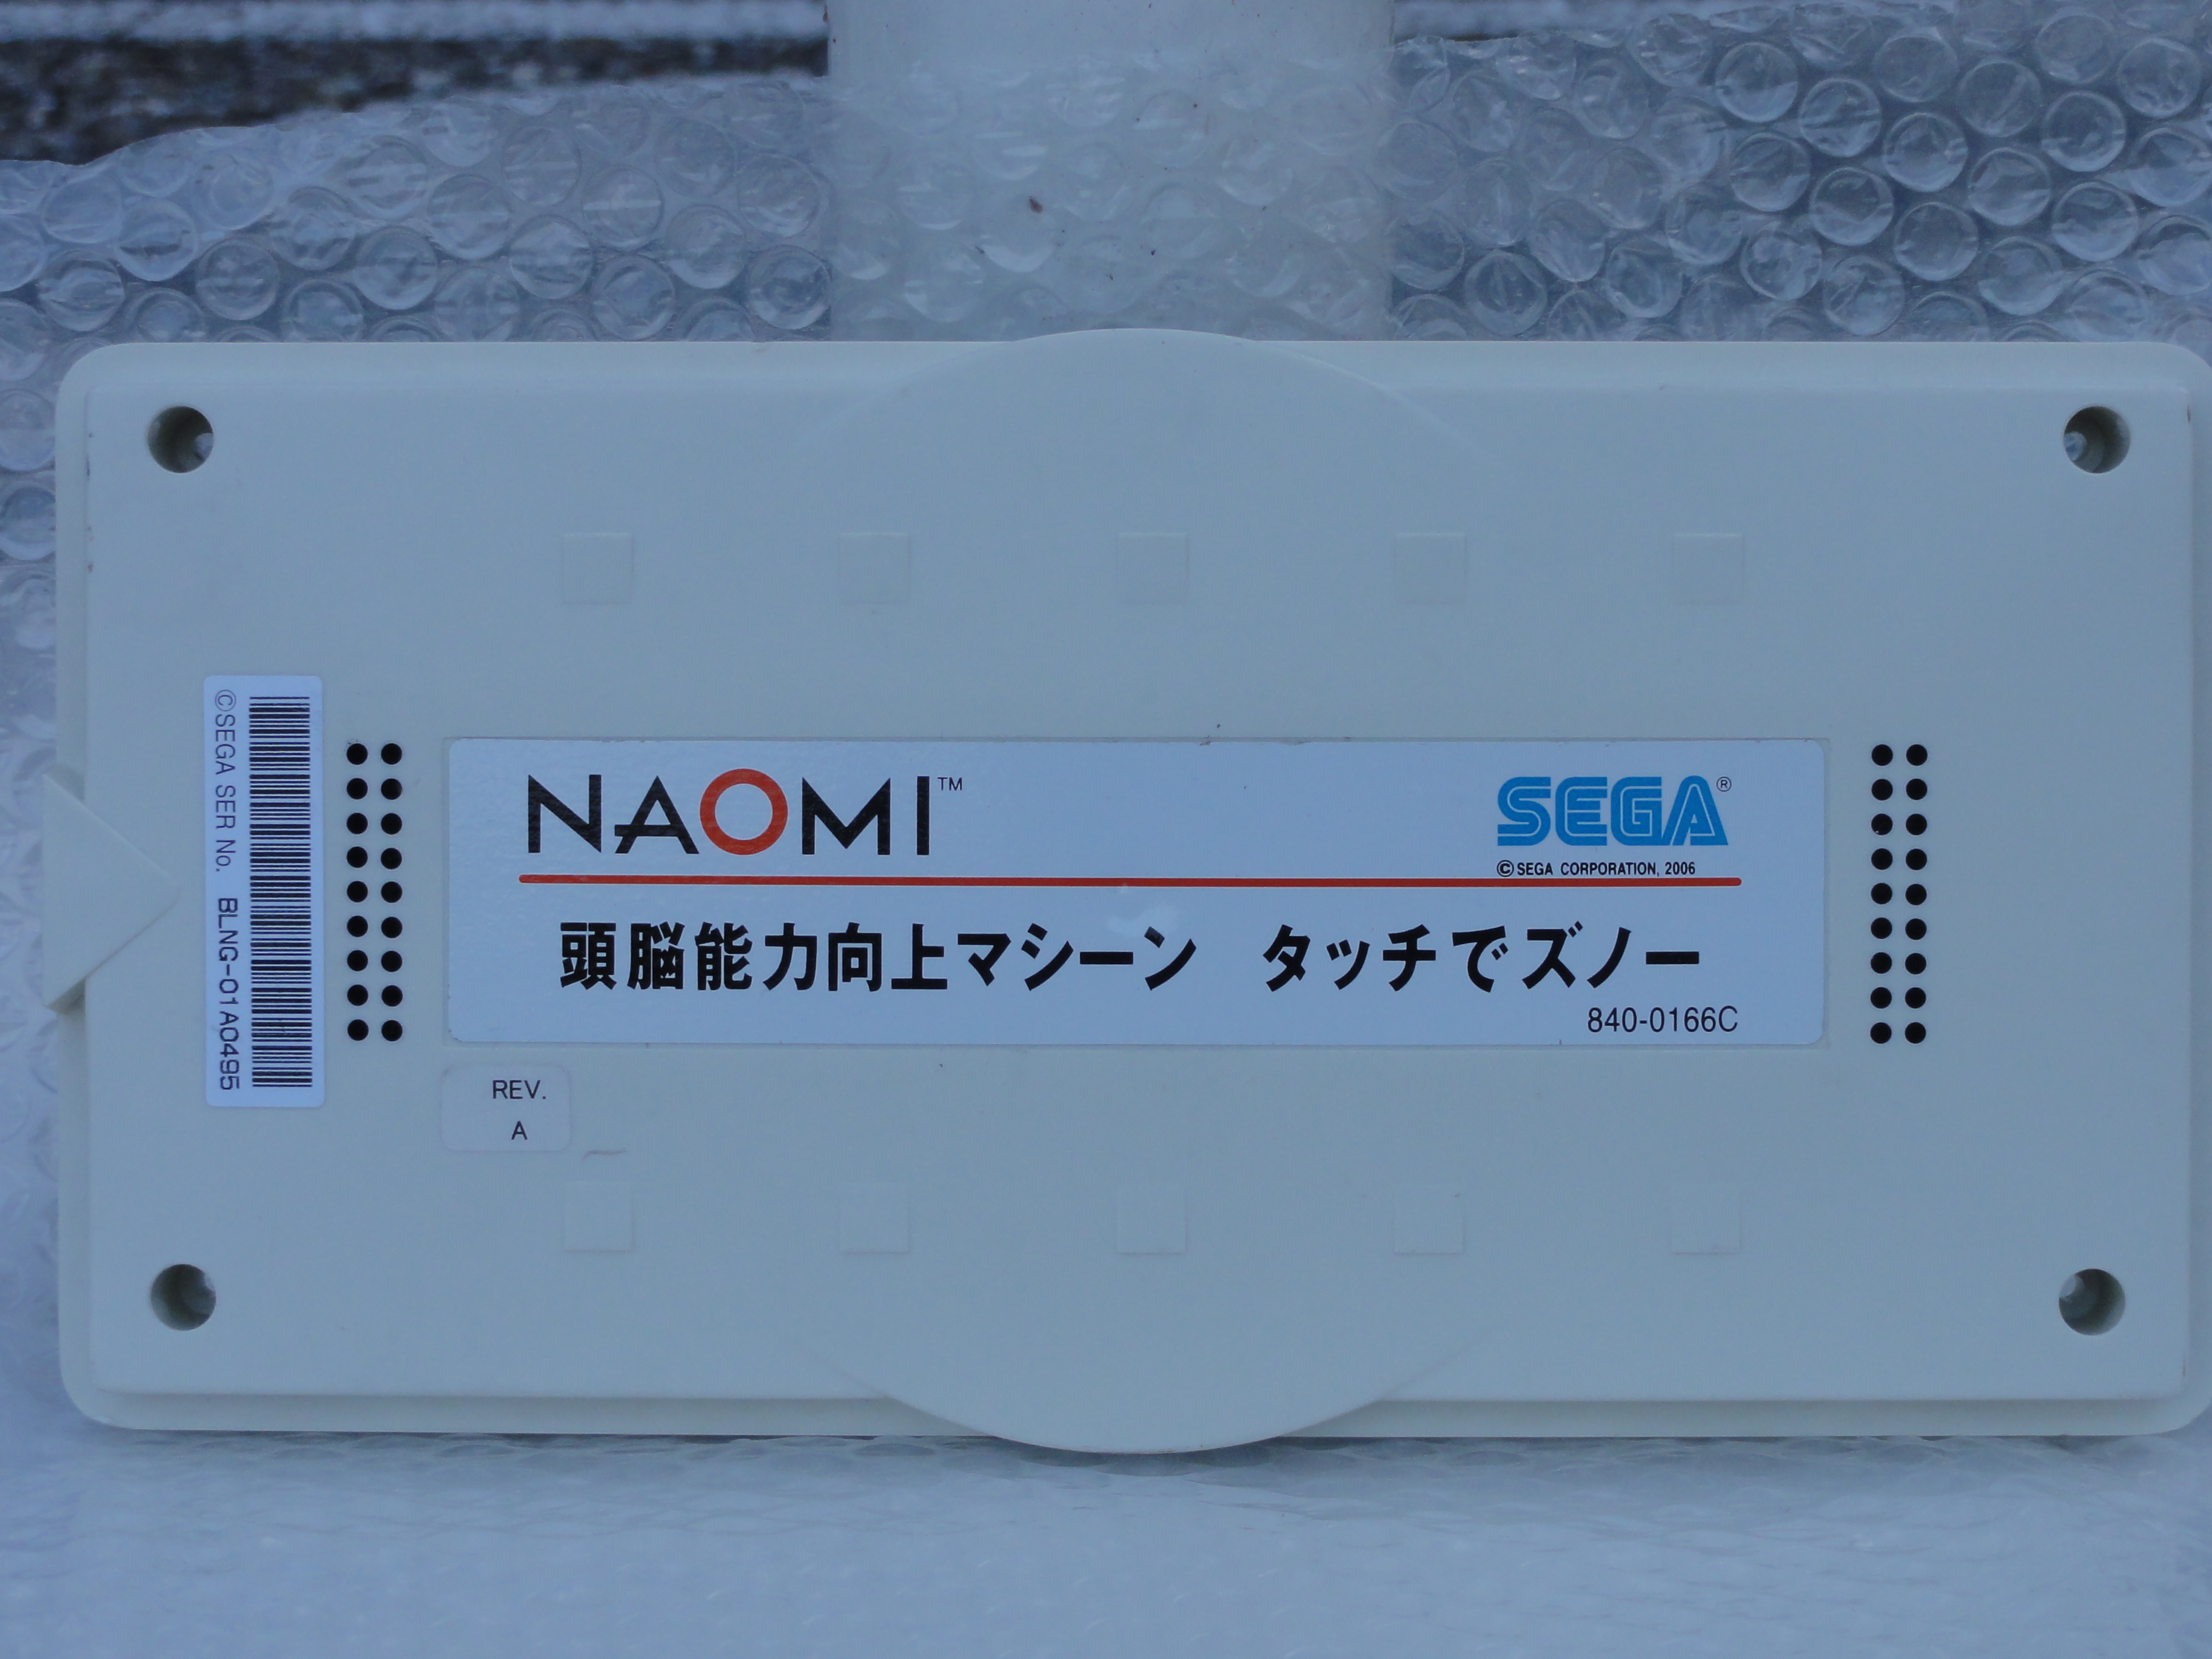 NAOMI™
SEGA®
©SEGA CORPORATION, 2006
頭脳能力向上マシーン タッチでズノー
840-0166C
REV.
A
©SEGA SER No. BLNG-01A0495